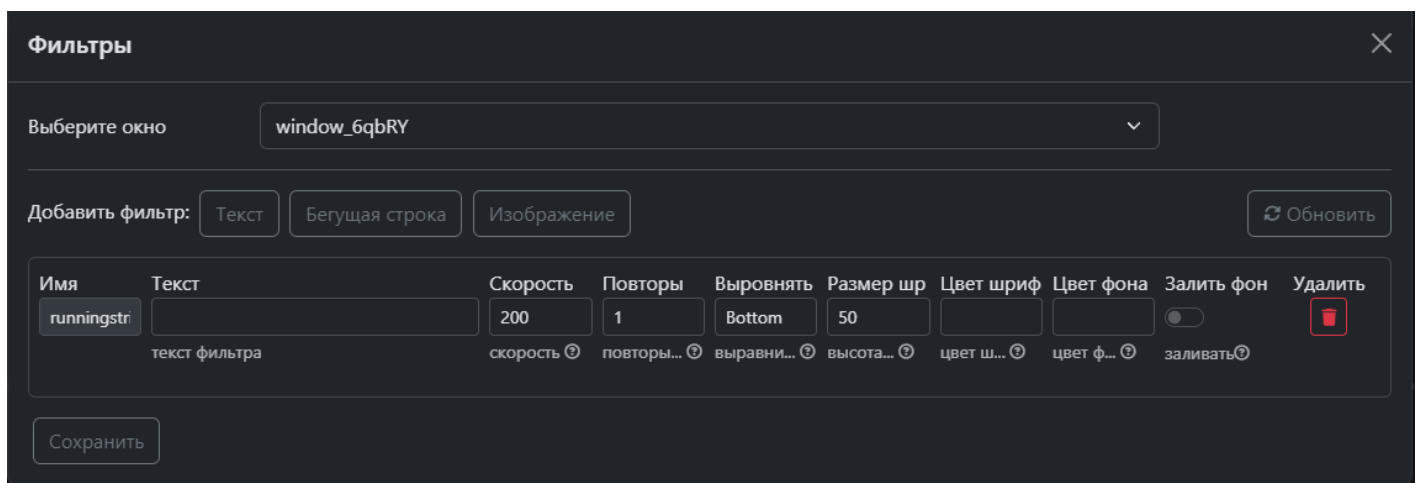 Фильтры
Выберите окно window_6qbRY
Добавить фильтр: Текст Бегущая строка Изображение Обновить
Имя Текст Скорость Повторы Выровнять Размер шр Цвет шриф Цвет фона Залить фон Удалить
runningstri 200 1 Bottom 50
текст фильтра скорость повторы... выравни... высота... цвет ш... цвет ф... заливать
Сохранить